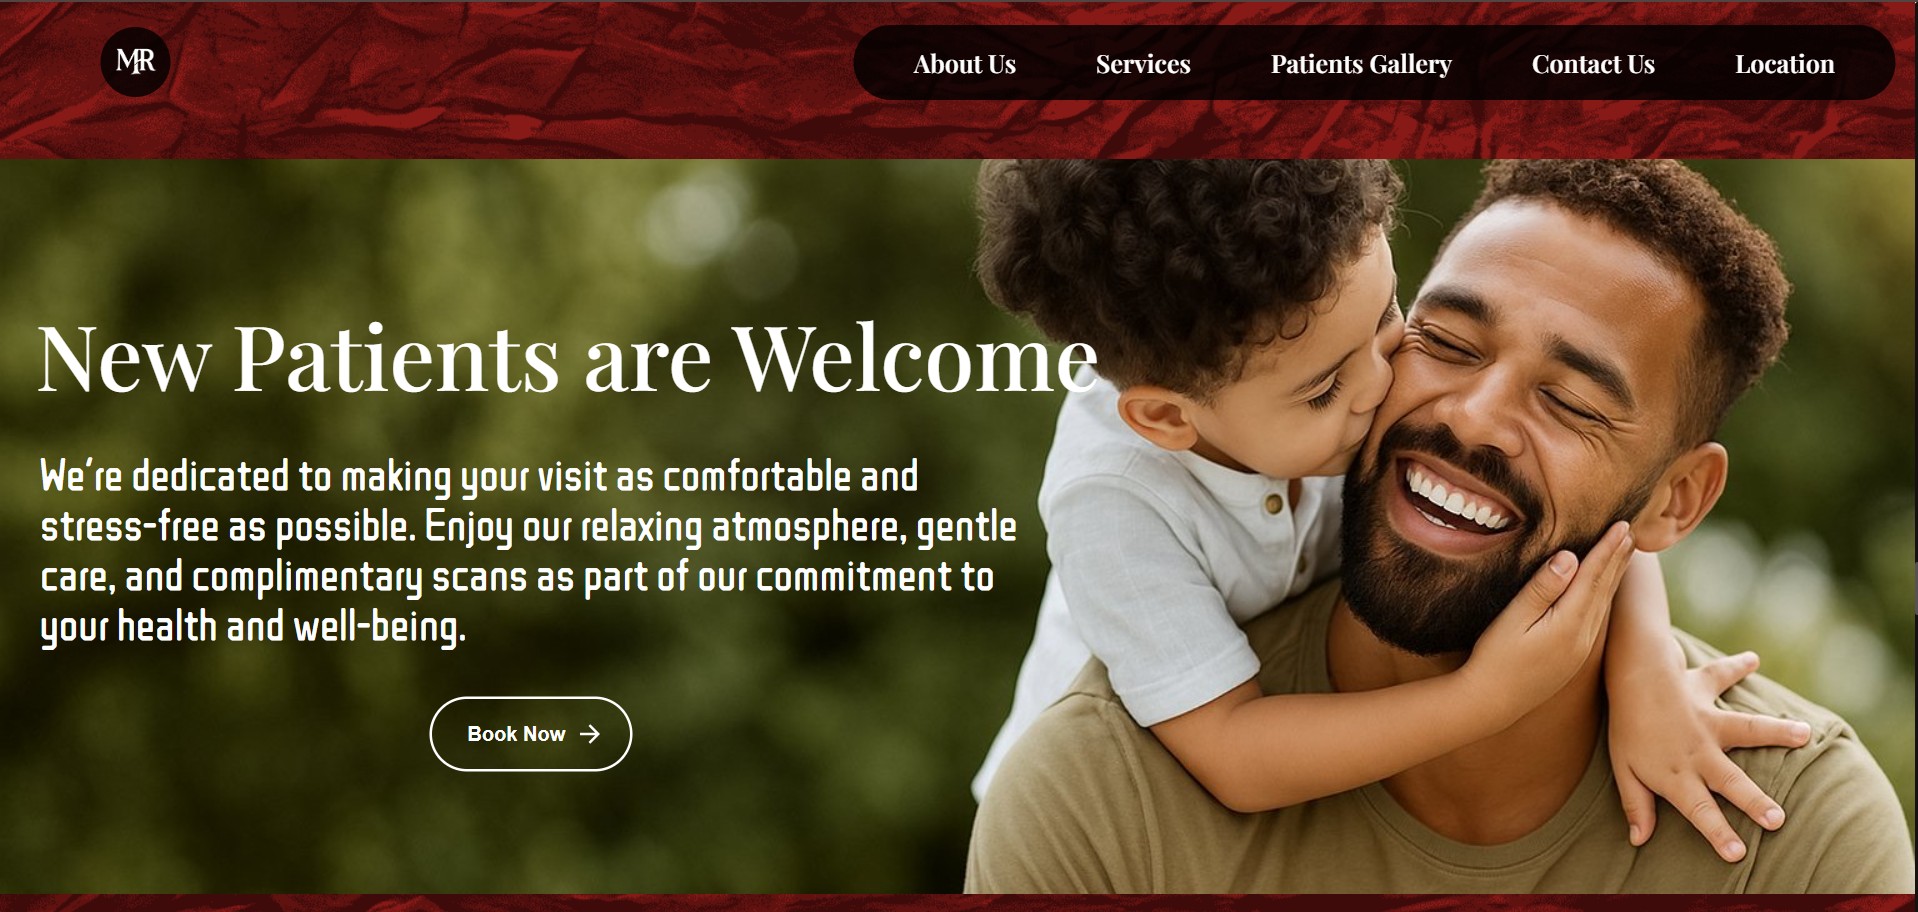 MR
About Us
Services
Patients Gallery
Contact Us
Location
New Patients are Welcome
We're dedicated to making your visit as comfortable and
stress-free as possible. Enjoy our relaxing atmosphere, gentle
care, and complimentary scans as part of our commitment to
your health and well-being.
Book Now →